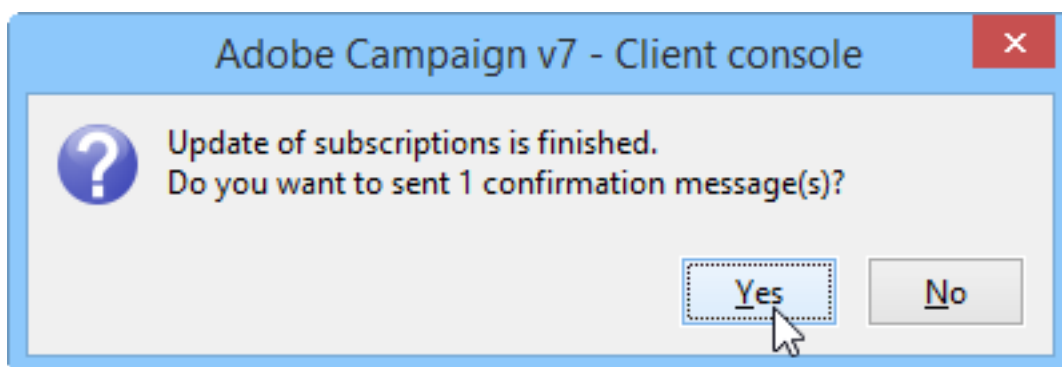 Adobe Campaign v7 - Client console
Update of subscriptions is finished.
Do you want to sent 1 confirmation message(s)?
Yes No